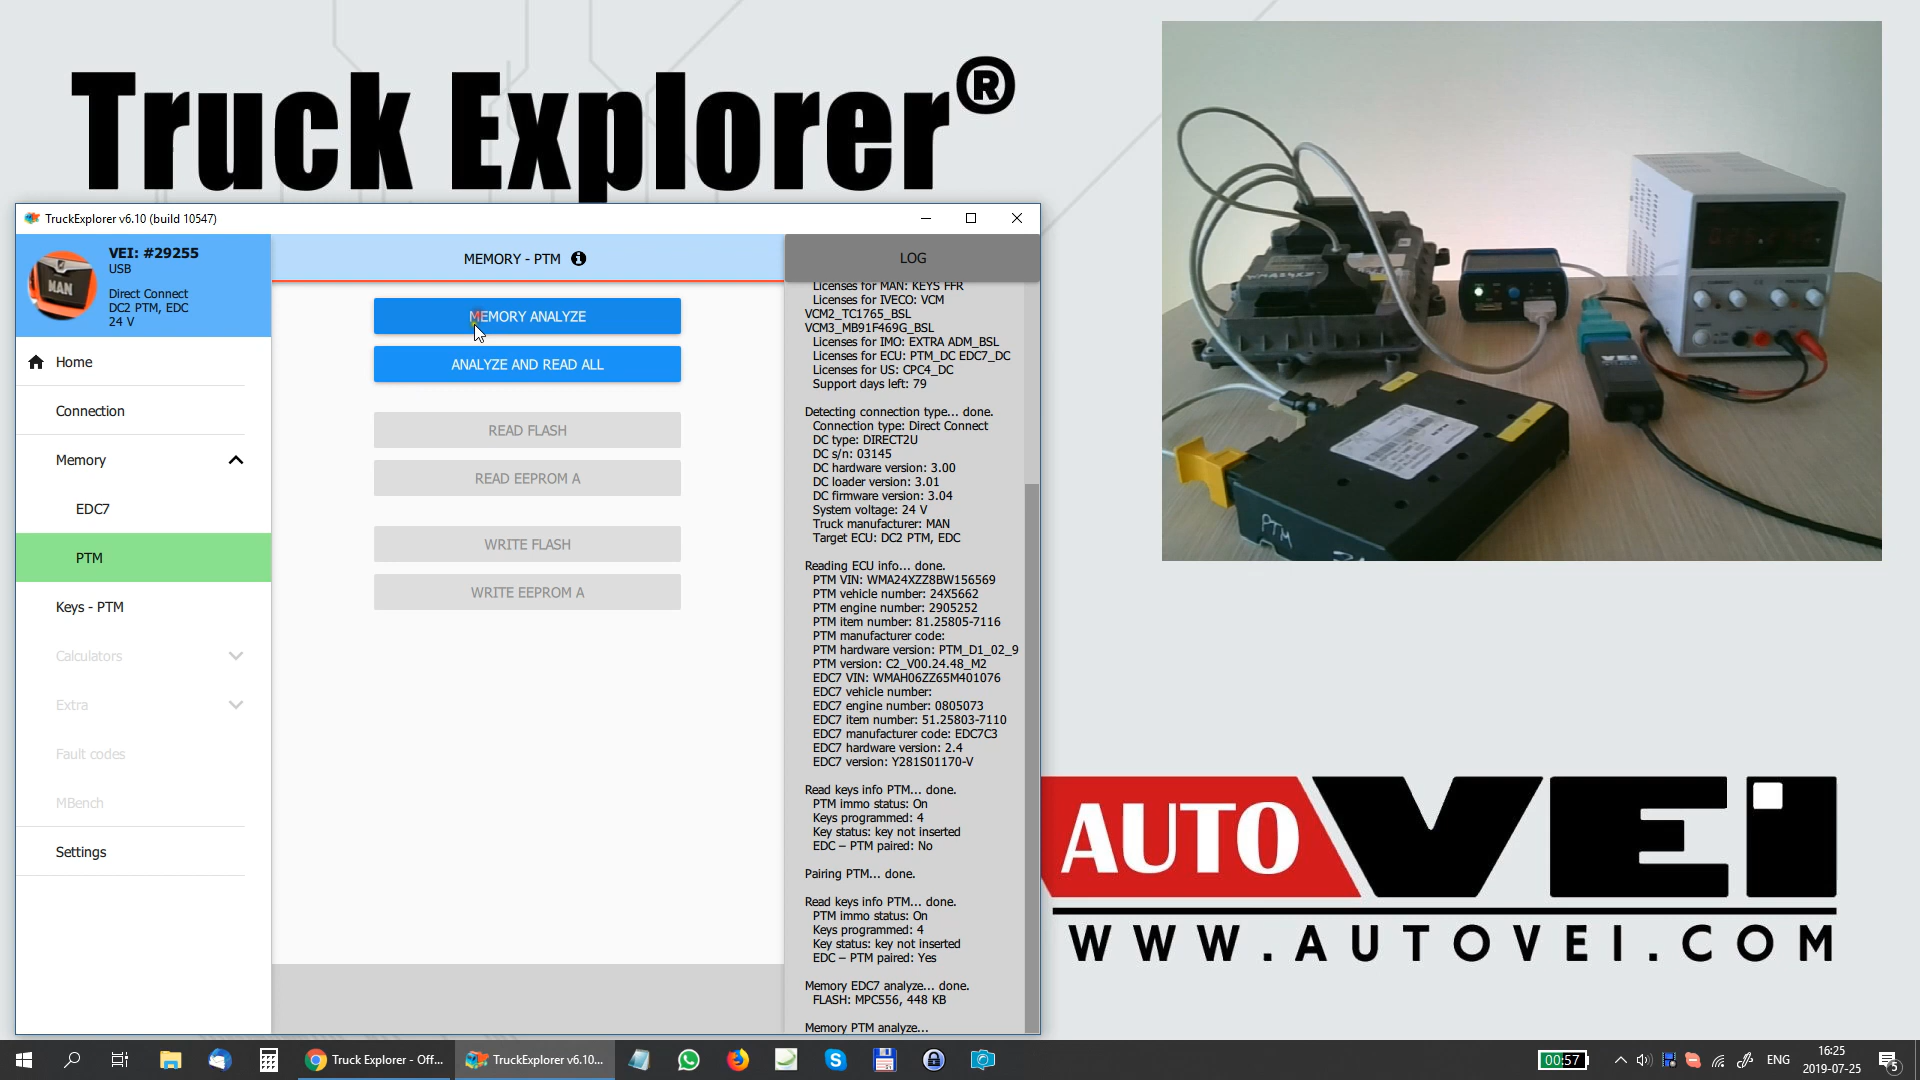 Truck Explorer®
TruckExplorer v6.10 (build 10547)
MAN
VEI: #29255
USB
Direct Connect
DC2 PTM, EDC
24 V
Home
Connection
Memory
EDC7
PTM
Keys - PTM
Calculators
Extra
Fault codes
MBench
Settings
MEMORY - PTM
MEMORY ANALYZE
ANALYZE AND READ ALL
READ FLASH
READ EEPROM A
WRITE FLASH
WRITE EEPROM A
LOG
Licenses for MAN: KEYS FFR
Licenses for IVECO: VCM
VCM2_TC1765_BSL
VCM3_MB91F469G_BSL
Licenses for IMO: EXTRA ADM_BSL
Licenses for ECU: PTM_DC EDC7_DC
Licenses for US: CPC4_DC
Support days left: 79
Detecting connection type... done.
Connection type: Direct Connect
DC type: DIRECT2U
DC s/n: 03145
DC hardware version: 3.00
DC loader version: 3.01
DC firmware version: 3.04
System voltage: 24 V
Truck manufacturer: MAN
Target ECU: DC2 PTM, EDC
Reading ECU info... done.
PTM VIN: WMA24XZZ8BW156569
PTM vehicle number: 24X5662
PTM engine number: 2905252
PTM item number: 81.25805-7116
PTM manufacturer code:
PTM hardware version: PTM_D1_02_9
PTM version: C2_V00.24.48_M2
EDC7 VIN: WMAH06ZZ65M401076
EDC7 vehicle number:
EDC7 engine number: 0805073
EDC7 item number: 51.25803-7110
EDC7 manufacturer code: EDC7C3
EDC7 hardware version: 2.4
EDC7 version: Y281S01170-V
Read keys info PTM... done.
PTM immo status: On
Keys programmed: 4
Key status: key not inserted
EDC – PTM paired: No
Pairing PTM... done.
Read keys info PTM... done.
PTM immo status: On
Keys programmed: 4
Key status: key not inserted
EDC – PTM paired: Yes
Memory EDC7 analyze... done.
FLASH: MPC556, 448 KB
Memory PTM analyze...
VEI
PTM
AUTO VEI
WWW.AUTOVEI.COM
Truck Explorer - Off...
TruckExplorer v6.10...
00:57
ENG
16:25
2019-07-25
5